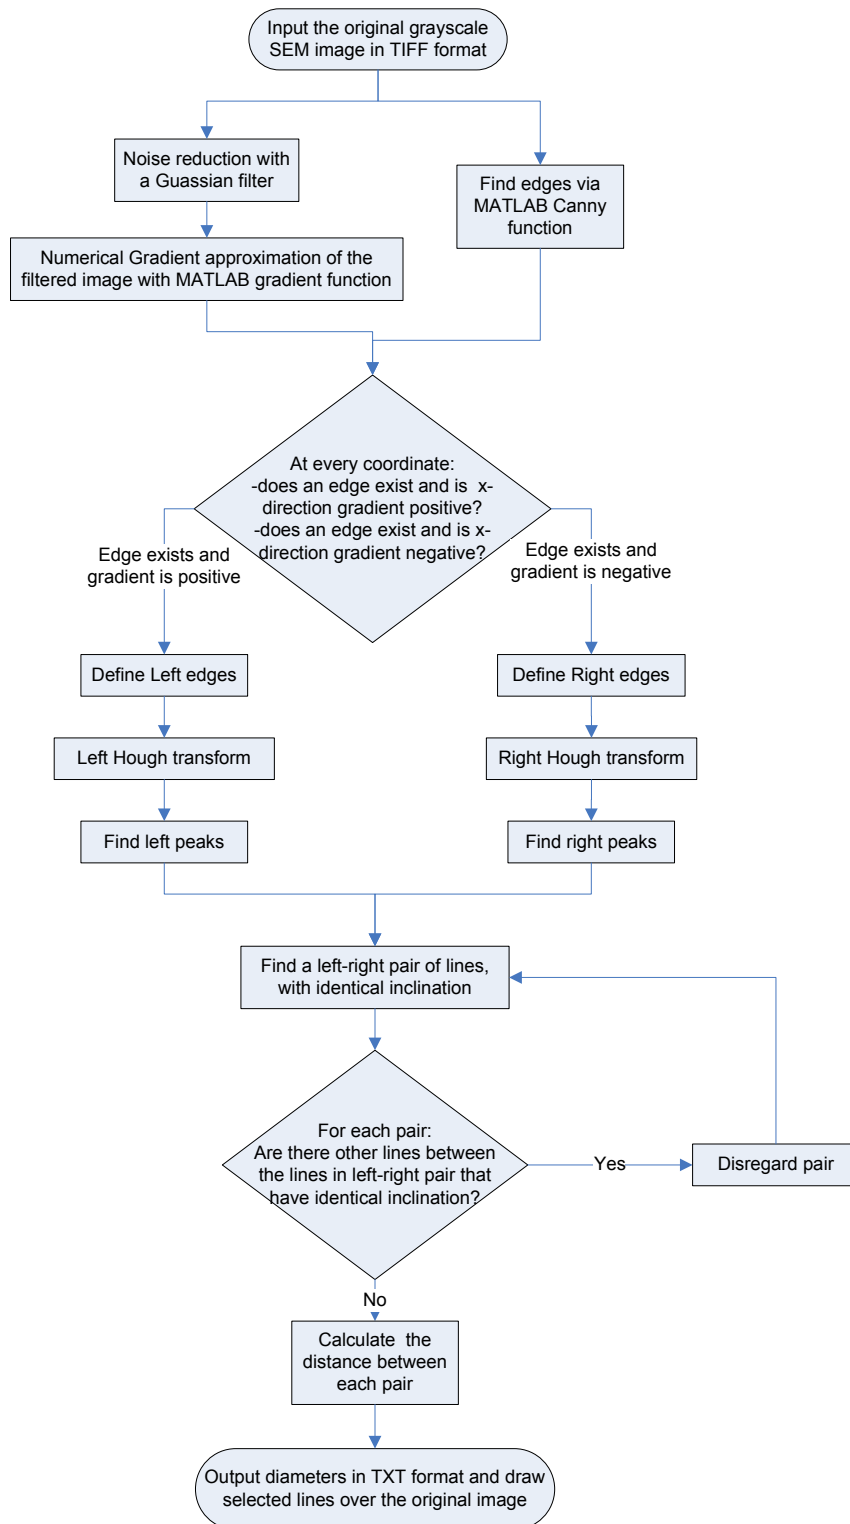 Input the original grayscale
SEM image in TIFF format
Noise reduction with
a Guassian filter
Find edges via
MATLAB Canny
function
Numerical Gradient approximation of the
filtered image with MATLAB gradient function
At every coordinate:
-does an edge exist and is x-
direction gradient positive?
-does an edge exist and is x-
direction gradient negative?
Edge exists and
gradient is positive
Edge exists and
gradient is negative
Define Left edges
Define Right edges
Left Hough transform
Right Hough transform
Find left peaks
Find right peaks
Find a left-right pair of lines,
with identical inclination
For each pair:
Are there other lines between
the lines in left-right pair that
have identical inclination?
Yes
Disregard pair
No
Calculate the
distance between
each pair
Output diameters in TXT format and draw
selected lines over the original image